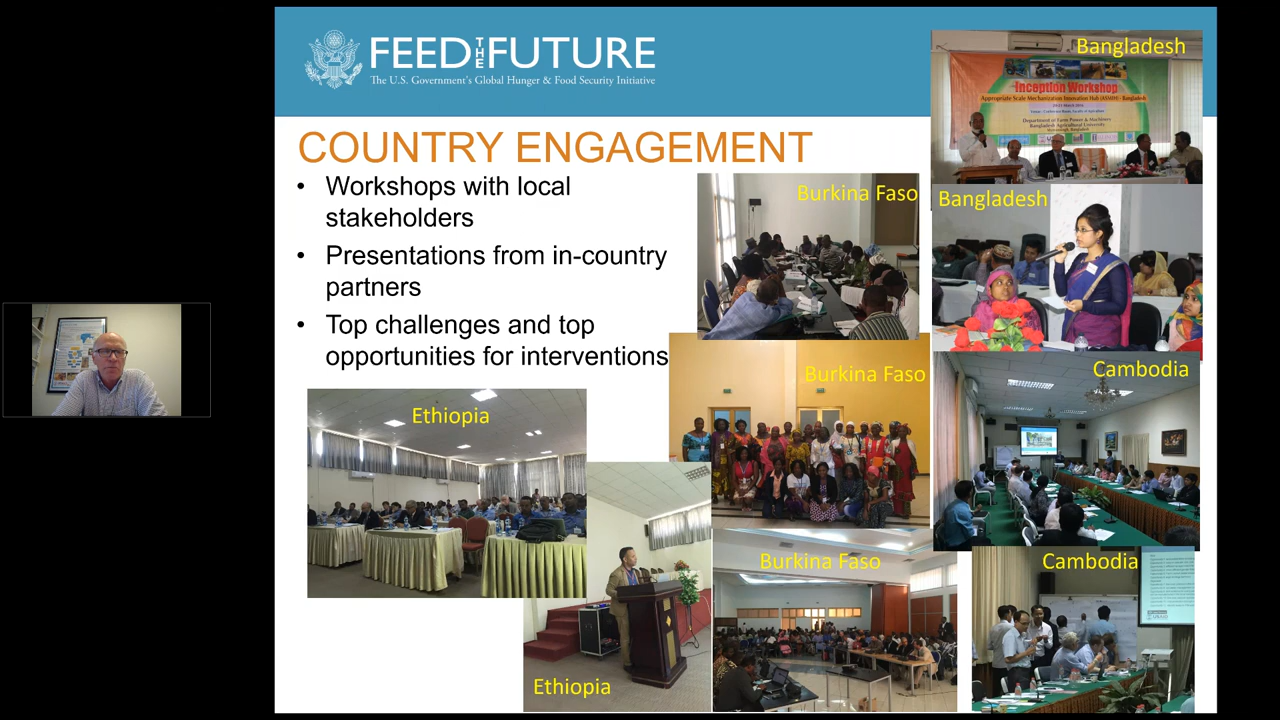 FEED THE FUTURE
The U.S. Government's Global Hunger & Food Security Initiative
COUNTRY ENGAGEMENT
• Workshops with local
stakeholders
• Presentations from in-country
partners
• Top challenges and top
opportunities for interventions
Bangladesh
Inception Workshop
Appropriate Scale Mechanization Innovation Hub (ASMIH) - Bangladesh
Department of Farm Power & Machinery
Bangladesh Agricultural University
Burkina Faso
Bangladesh
Burkina Faso
Cambodia
Ethiopia
Burkina Faso
Cambodia
Ethiopia